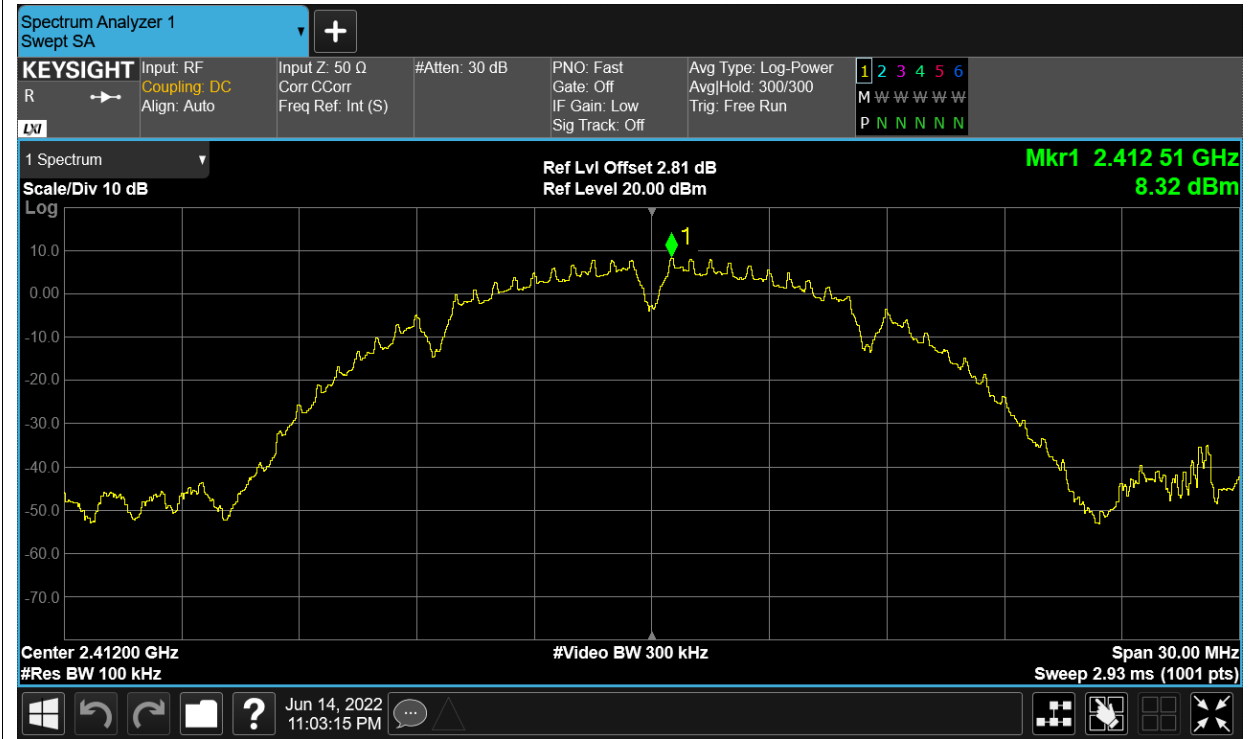 Spectrum Analyzer 1
Swept SA
KEYSIGHT
R
LXI
Input: RF
Coupling: DC
Align: Auto
Input Z: 50 Ω
Corr CCorr
Freq Ref: Int (S)
#Atten: 30 dB
PNO: Fast
Gate: Off
IF Gain: Low
Sig Track: Off
Avg Type: Log-Power
Avg|Hold: 300/300
Trig: Free Run
1 2 3 4 5 6
M W W W W W
P N N N N N
1 Spectrum
Scale/Div 10 dB
Ref Lvl Offset 2.81 dB
Ref Level 20.00 dBm
Mkr1 2.412 51 GHz
8.32 dBm
Log
1
10.0
0.00
-10.0
-20.0
-30.0
-40.0
-50.0
-60.0
-70.0
Center 2.41200 GHz
#Res BW 100 kHz
#Video BW 300 kHz
Span 30.00 MHz
Sweep 2.93 ms (1001 pts)
?
Jun 14, 2022
11:03:15 PM